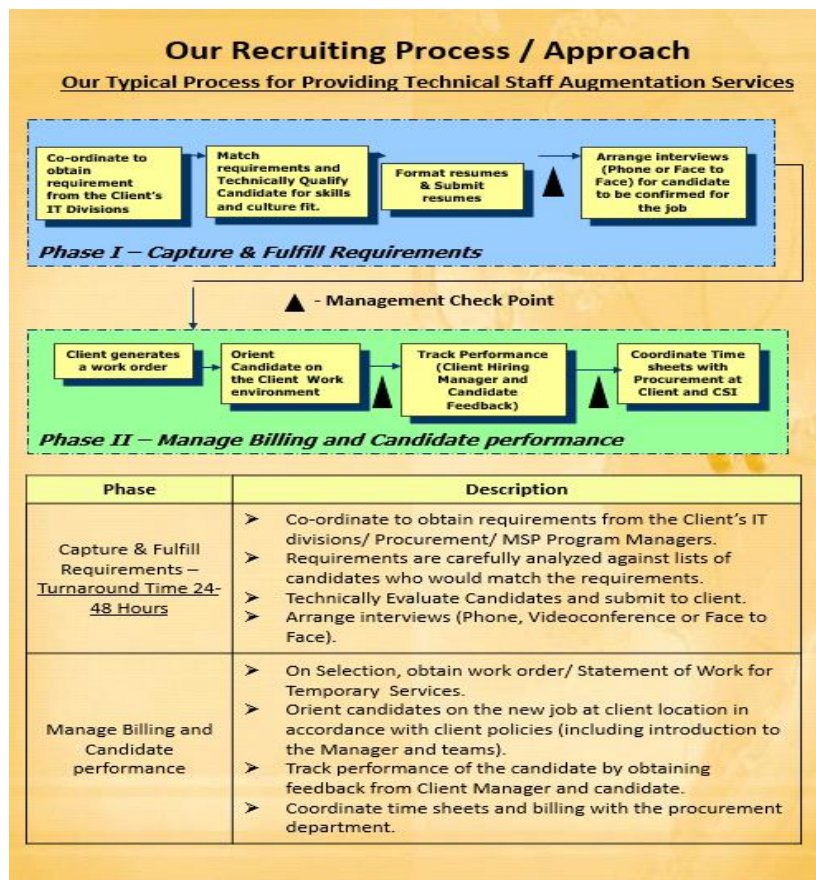 Our Recruiting Process / Approach
Our Typical Process for Providing Technical Staff Augmentation Services
Co-ordinate to
obtain
requirement
from the Client's
IT Divisions
Match
requirements and
Technically Qualify
Candidate for skills
and culture fit.
Format resumes
& Submit
resumes
Arrange interviews
(Phone or Face to
Face) for candidate
to be confirmed for
the job
Phase I – Capture & Fulfill Requirements
- Management Check Point
Client generates
a work order
Orient
Candidate on
the Client Work
environment
Track Performance
(Client Hiring
Manager and
Candidate
Feedback)
Coordinate Time
sheets with
Procurement at
Client and CSI
Phase II – Manage Billing and Candidate performance
Phase
Description
Capture & Fulfill
Requirements –
Turnaround Time 24-
48 Hours
➢ Co-ordinate to obtain requirements from the Client's IT
divisions/ Procurement/ MSP Program Managers.
➢ Requirements are carefully analyzed against lists of
candidates who would match the requirements.
➢ Technically Evaluate Candidates and submit to client.
➢ Arrange interviews (Phone, Videoconference or Face to
Face).
Manage Billing and
Candidate
performance
➢ On Selection, obtain work order/ Statement of Work for
Temporary Services.
➢ Orient candidates on the new job at client location in
accordance with client policies (including introduction to
the Manager and teams).
➢ Track performance of the candidate by obtaining
feedback from Client Manager and candidate.
➢ Coordinate time sheets and billing with the procurement
department.